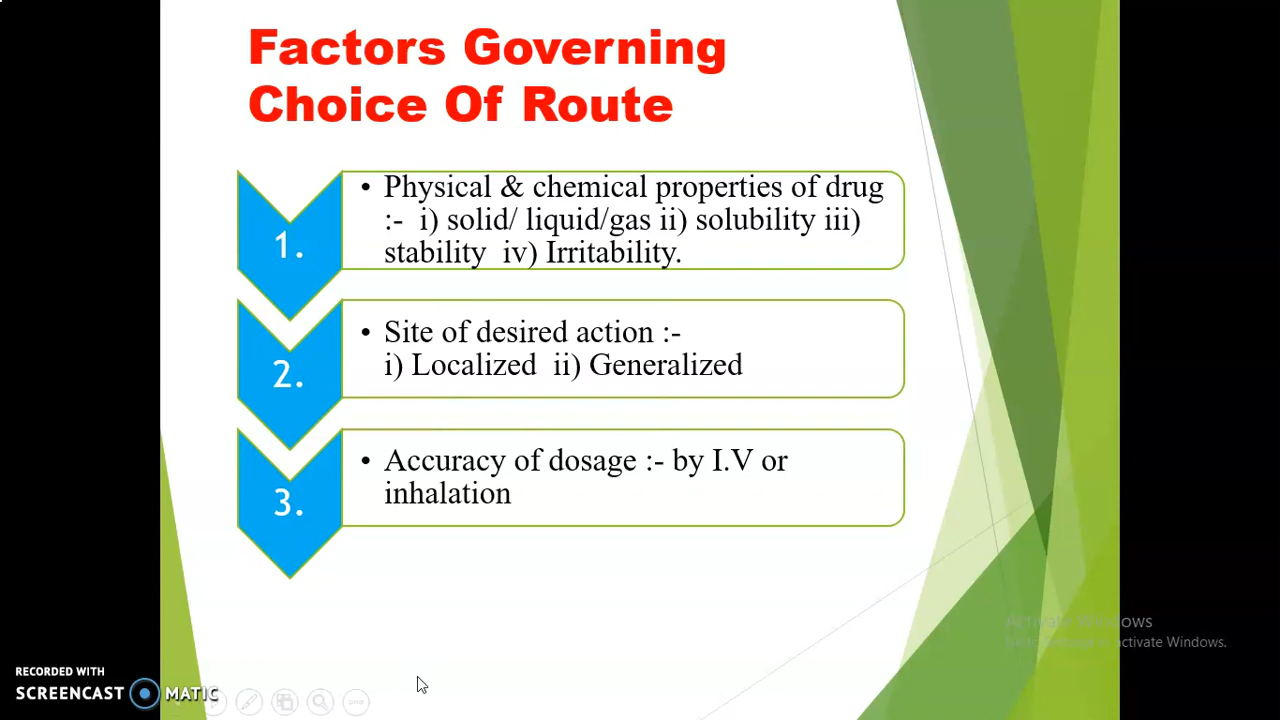 Factors Governing
Choice Of Route
1.
• Physical & chemical properties of drug
:- i) solid/ liquid/gas ii) solubility iii)
stability iv) Irritability.
2.
• Site of desired action :-
i) Localized ii) Generalized
3.
• Accuracy of dosage :- by I.V or
inhalation
Activate Windows
activate Windows.
RECORDED WITH
SCREENCAST MATIC